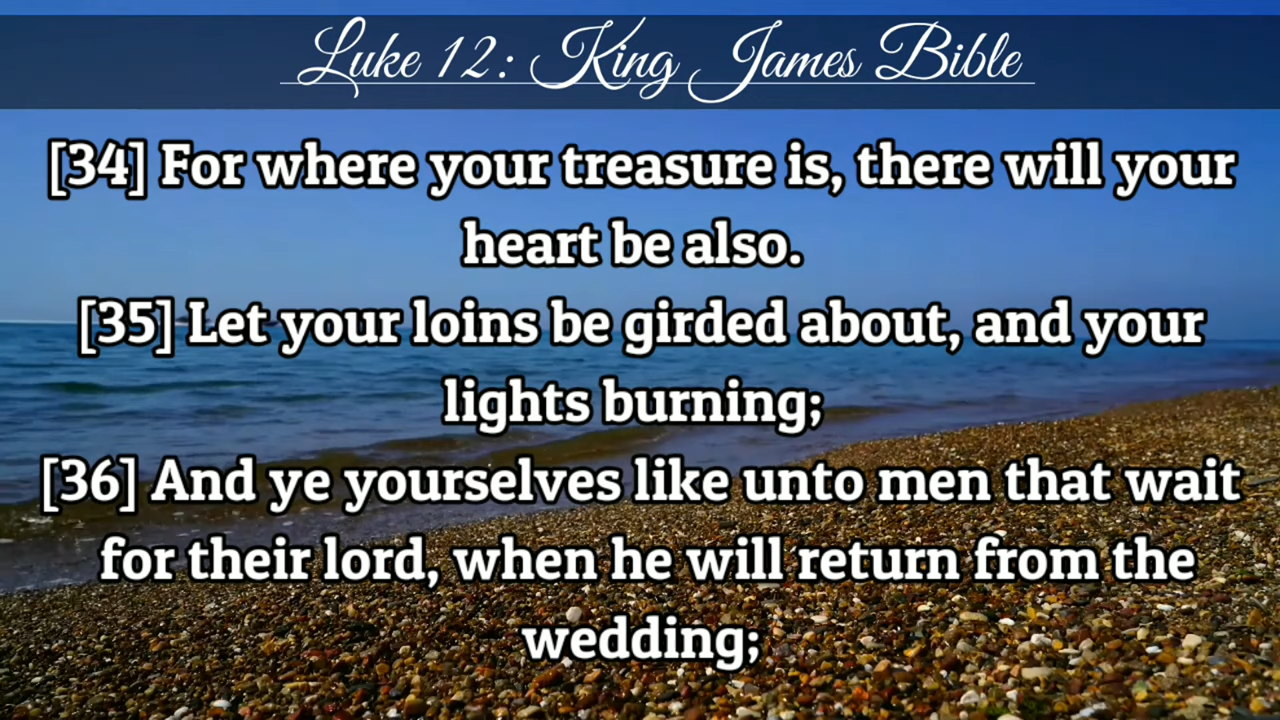 Luke 12: King James Bible
[34] For where your treasure is, there will your
heart be also.
[35] Let your loins be girded about, and your
lights burning;
[36] And ye yourselves like unto men that wait
for their lord, when he will return from the
wedding;